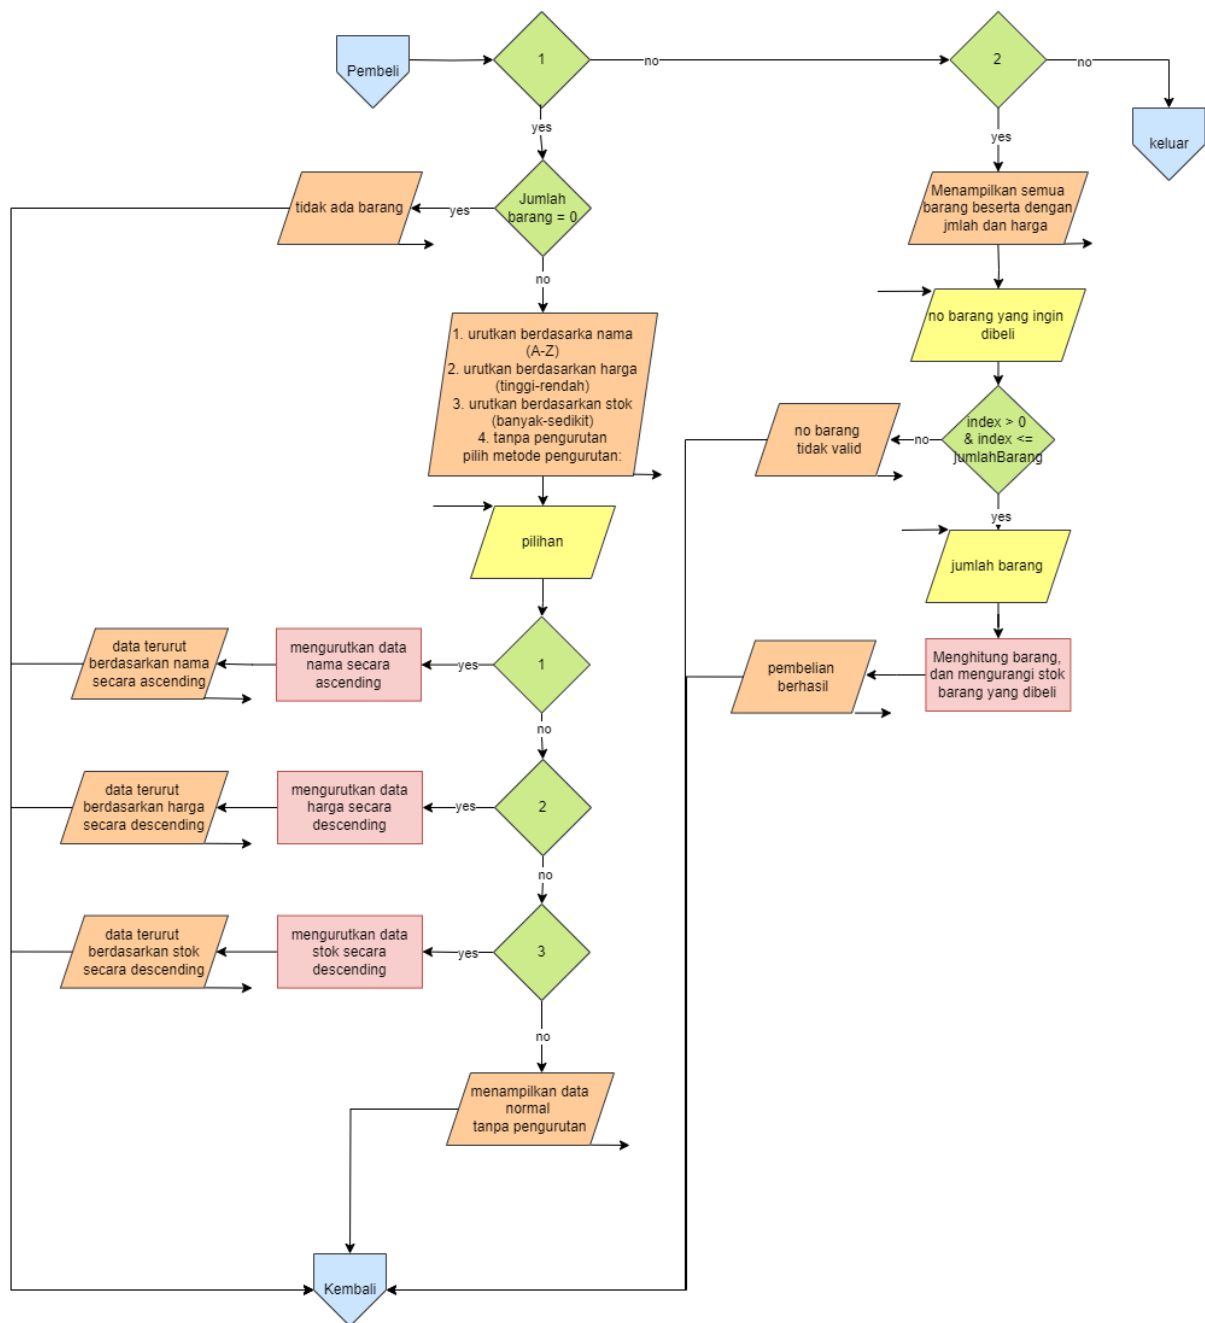 Pembeli
1
no
2
no
keluar
yes
yes
tidak ada barang
yes
Jumlah
barang = 0
no
Menampilkan semua
barang beserta dengan
jmlah dan harga
no barang yang ingin
dibeli
1. urutkan berdasarka nama
(A-Z)
2. urutkan berdasarkan harga
(tinggi-rendah)
3. urutkan berdasarkan stok
(banyak-sedikit)
4. tanpa pengurutan
pilih metode pengurutan:
no barang
tidak valid
no
index > 0
& index <=
jumlahBarang
yes
pilihan
jumlah barang
data terurut
berdasarkan nama
secara ascending
mengurutkan data
nama secara
ascending
yes
1
no
pembelian
berhasil
Menghitung barang,
dan mengurangi stok
barang yang dibeli
data terurut
berdasarkan harga
secara descending
mengurutkan data
harga secara
descending
yes
2
no
data terurut
berdasarkan stok
secara descending
mengurutkan data
stok secara
descending
yes
3
no
menampilkan data
normal
tanpa pengurutan
Kembali